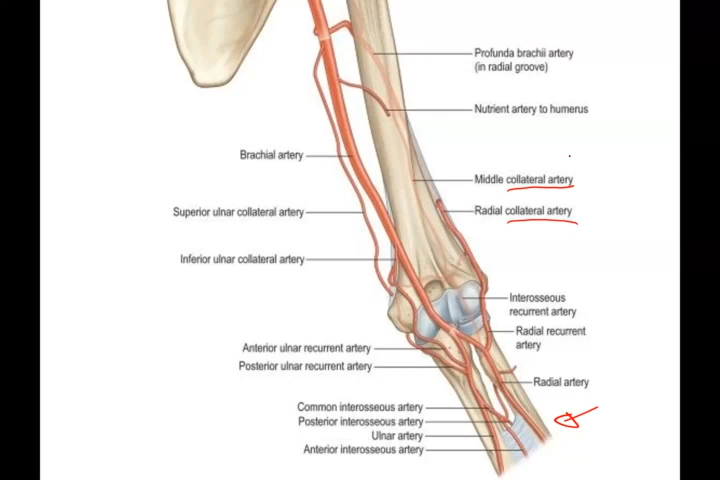 Profunda brachii artery
(in radial groove)
Nutrient artery to humerus
Brachial artery
Middle collateral artery
Superior ulnar collateral artery
Radial collateral artery
Inferior ulnar collateral artery
Interosseous
recurrent artery
Radial recurrent
artery
Anterior ulnar recurrent artery
Posterior ulnar recurrent artery
Radial artery
Common interosseous artery
Posterior interosseous artery
Ulnar artery
Anterior interosseous artery